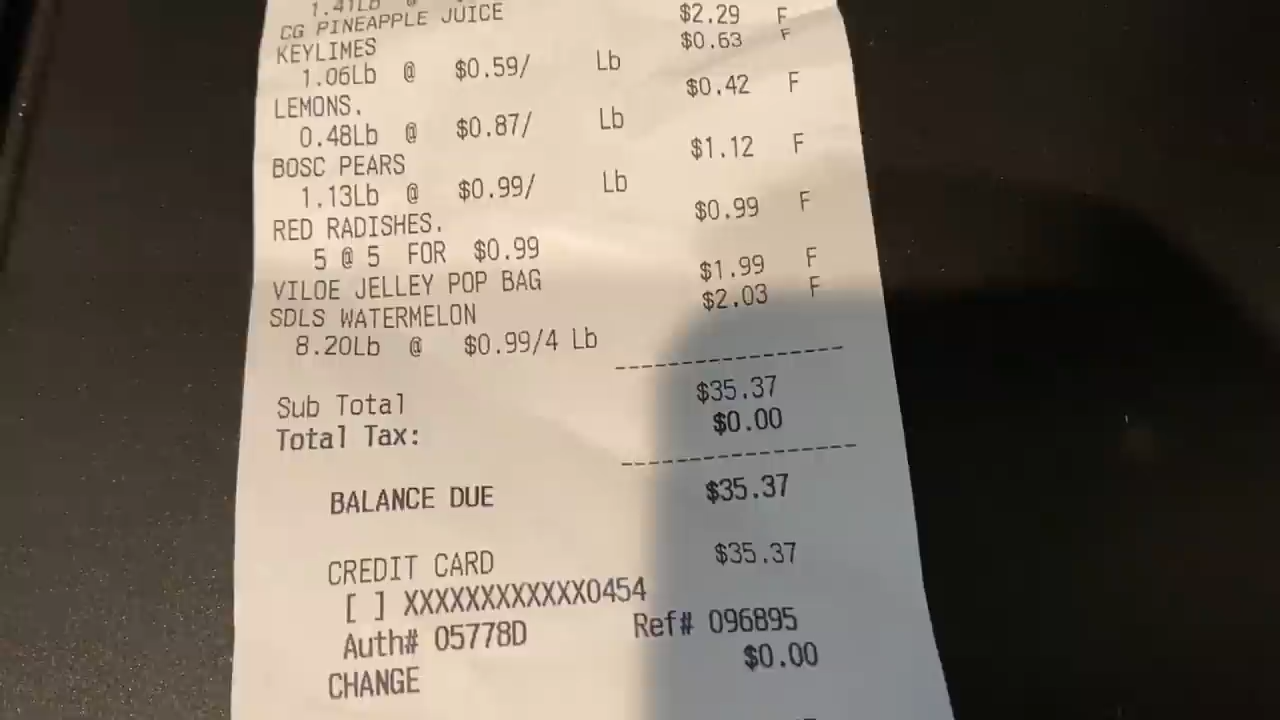 1.41Lb @
CG PINEAPPLE JUICE $2.29 F
KEYLIMES $0.63 F
1.06Lb @ $0.59/ Lb
LEMONS. $0.42 F
0.48Lb @ $0.87/ Lb
BOSC PEARS $1.12 F
1.13Lb @ $0.99/ Lb
RED RADISHES. $0.99 F
5 @ 5 FOR $0.99
VILOE JELLEY POP BAG $1.99 F
SDLS WATERMELON $2.03 F
8.20Lb @ $0.99/4 Lb
Sub Total $35.37
Total Tax: $0.00
BALANCE DUE $35.37
CREDIT CARD $35.37
[ ] XXXXXXXXXXXX0454
Auth# 05778D Ref# 096895
CHANGE $0.00